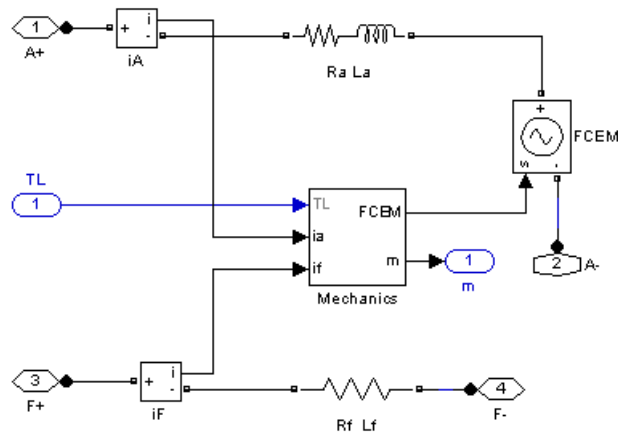 1
+ i
-
A+
iA
Ra La
+
s
-
FCEM
TL
1
TL
FCEM
ia
m
if
1
m
Mechanics
2
A-
3
+ i
-
F+
iF
Rf Lf
4
F-